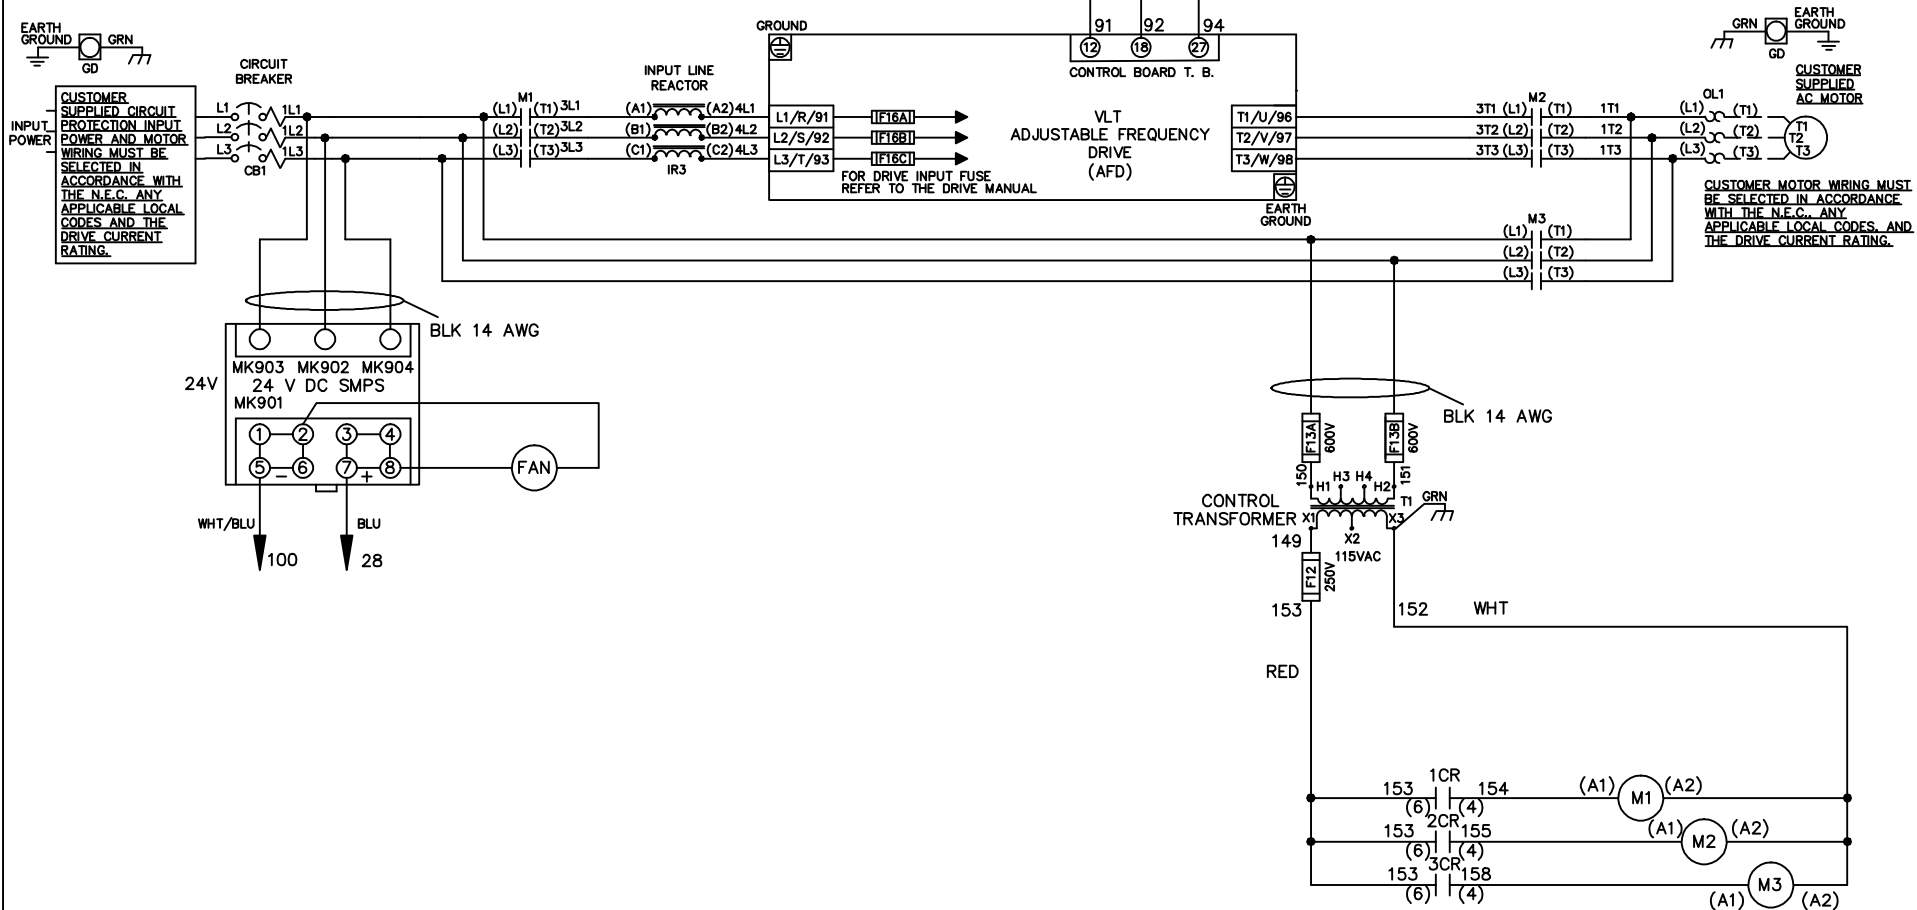 EARTH
GROUND
GRN
GD
CIRCUIT
BREAKER
INPUT
POWER
CUSTOMER
SUPPLIED CIRCUIT
PROTECTION INPUT
POWER AND MOTOR
WIRING MUST BE
SELECTED IN
ACCORDANCE WITH
THE N.E.C. ANY
APPLICABLE LOCAL
CODES AND THE
DRIVE CURRENT
RATING.
L1 1L1
L2 1L2
L3 1L3
CB1
M1
(L1) (T1) 3L1
(L2) (T2) 3L2
(L3) (T3) 3L3
INPUT LINE
REACTOR
(A1) (A2) 4L1
(B1) (B2) 4L2
(C1) (C2) 4L3
IR3
GROUND
91 92 94
12 18 27
CONTROL BOARD T. B.
L1/R/91 F16A
L2/S/92 F16B
L3/T/93 F16C
FOR DRIVE INPUT FUSE
REFER TO THE DRIVE MANUAL
VLT
ADJUSTABLE FREQUENCY
DRIVE
(AFD)
T1/U/96
T2/V/97
T3/W/98
EARTH
GROUND
M2
3T1 (L1) (T1) 1T1
3T2 (L2) (T2) 1T2
3T3 (L3) (T3) 1T3
M3
(L1) (T1)
(L2) (T2)
(L3) (T3)
GRN
EARTH
GROUND
GD
CUSTOMER
SUPPLIED
AC MOTOR
OL1
(L1) (T1)
(L2) (T2)
(L3) (T3)
T1
T2
T3
CUSTOMER MOTOR WIRING MUST
BE SELECTED IN ACCORDANCE
WITH THE N.E.C., ANY
APPLICABLE LOCAL CODES, AND
THE DRIVE CURRENT RATING.
BLK 14 AWG
MK903 MK902 MK904
24V
24 V DC SMPS
MK901
1 2 3 4
5 - 6 7 + 8
FAN
WHT/BLU
BLU
100
28
BLK 14 AWG
F13A 600V
F13B 600V
150
151
H1 H3 H4 H2
T1
GRN
CONTROL
TRANSFORMER
X1 X3
X2
149
115VAC
F12 250V
153
152
WHT
RED
1CR
153 154
(6) (4)
(A1) M1 (A2)
2CR
153 155
(6) (4)
(A1) M2 (A2)
3CR
153 158
(6) (4)
(A1) M3 (A2)